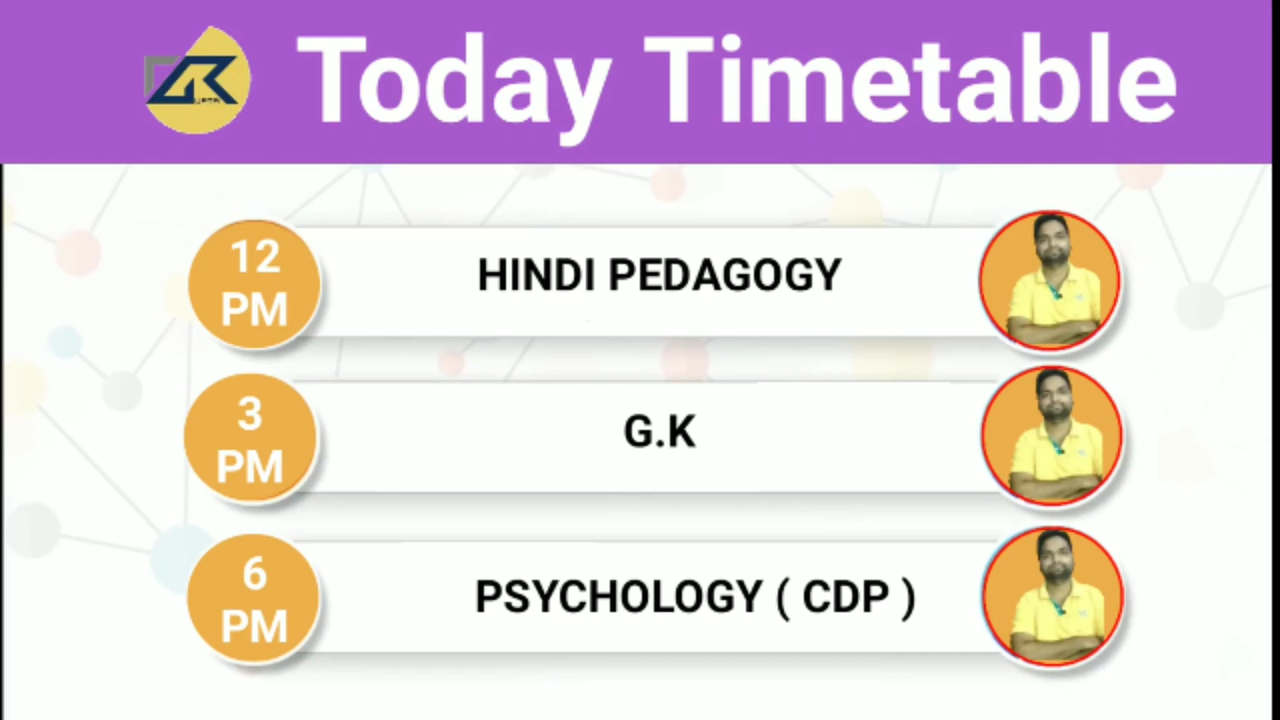 Today Timetable
12
PM
HINDI PEDAGOGY
3
PM
G.K
6
PM
PSYCHOLOGY ( CDP )